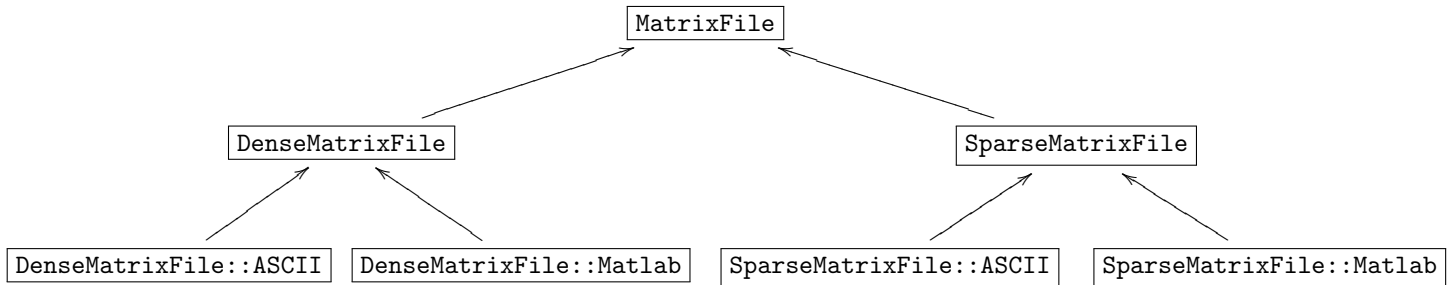 MatrixFile
DenseMatrixFile
SparseMatrixFile
DenseMatrixFile::ASCII
DenseMatrixFile::Matlab
SparseMatrixFile::ASCII
SparseMatrixFile::Matlab